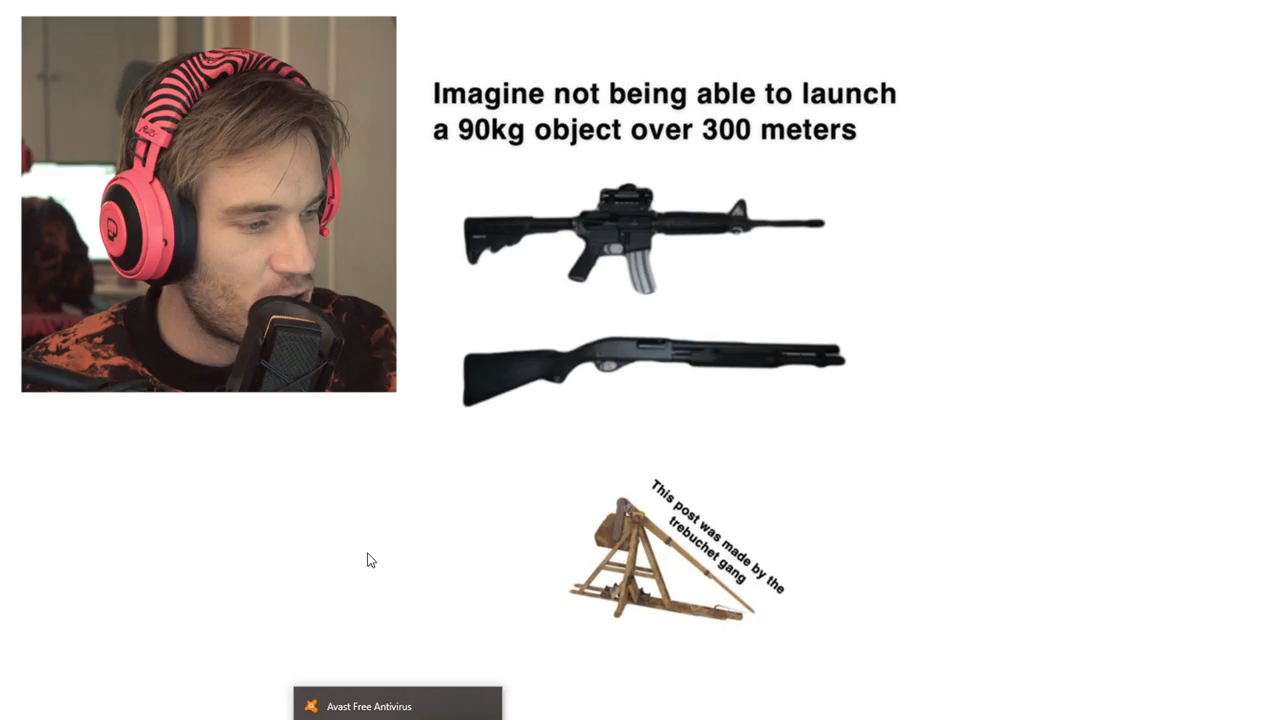 Imagine not being able to launch
a 90kg object over 300 meters
This post was made by the
trebuchet gang
Avast Free Antivirus